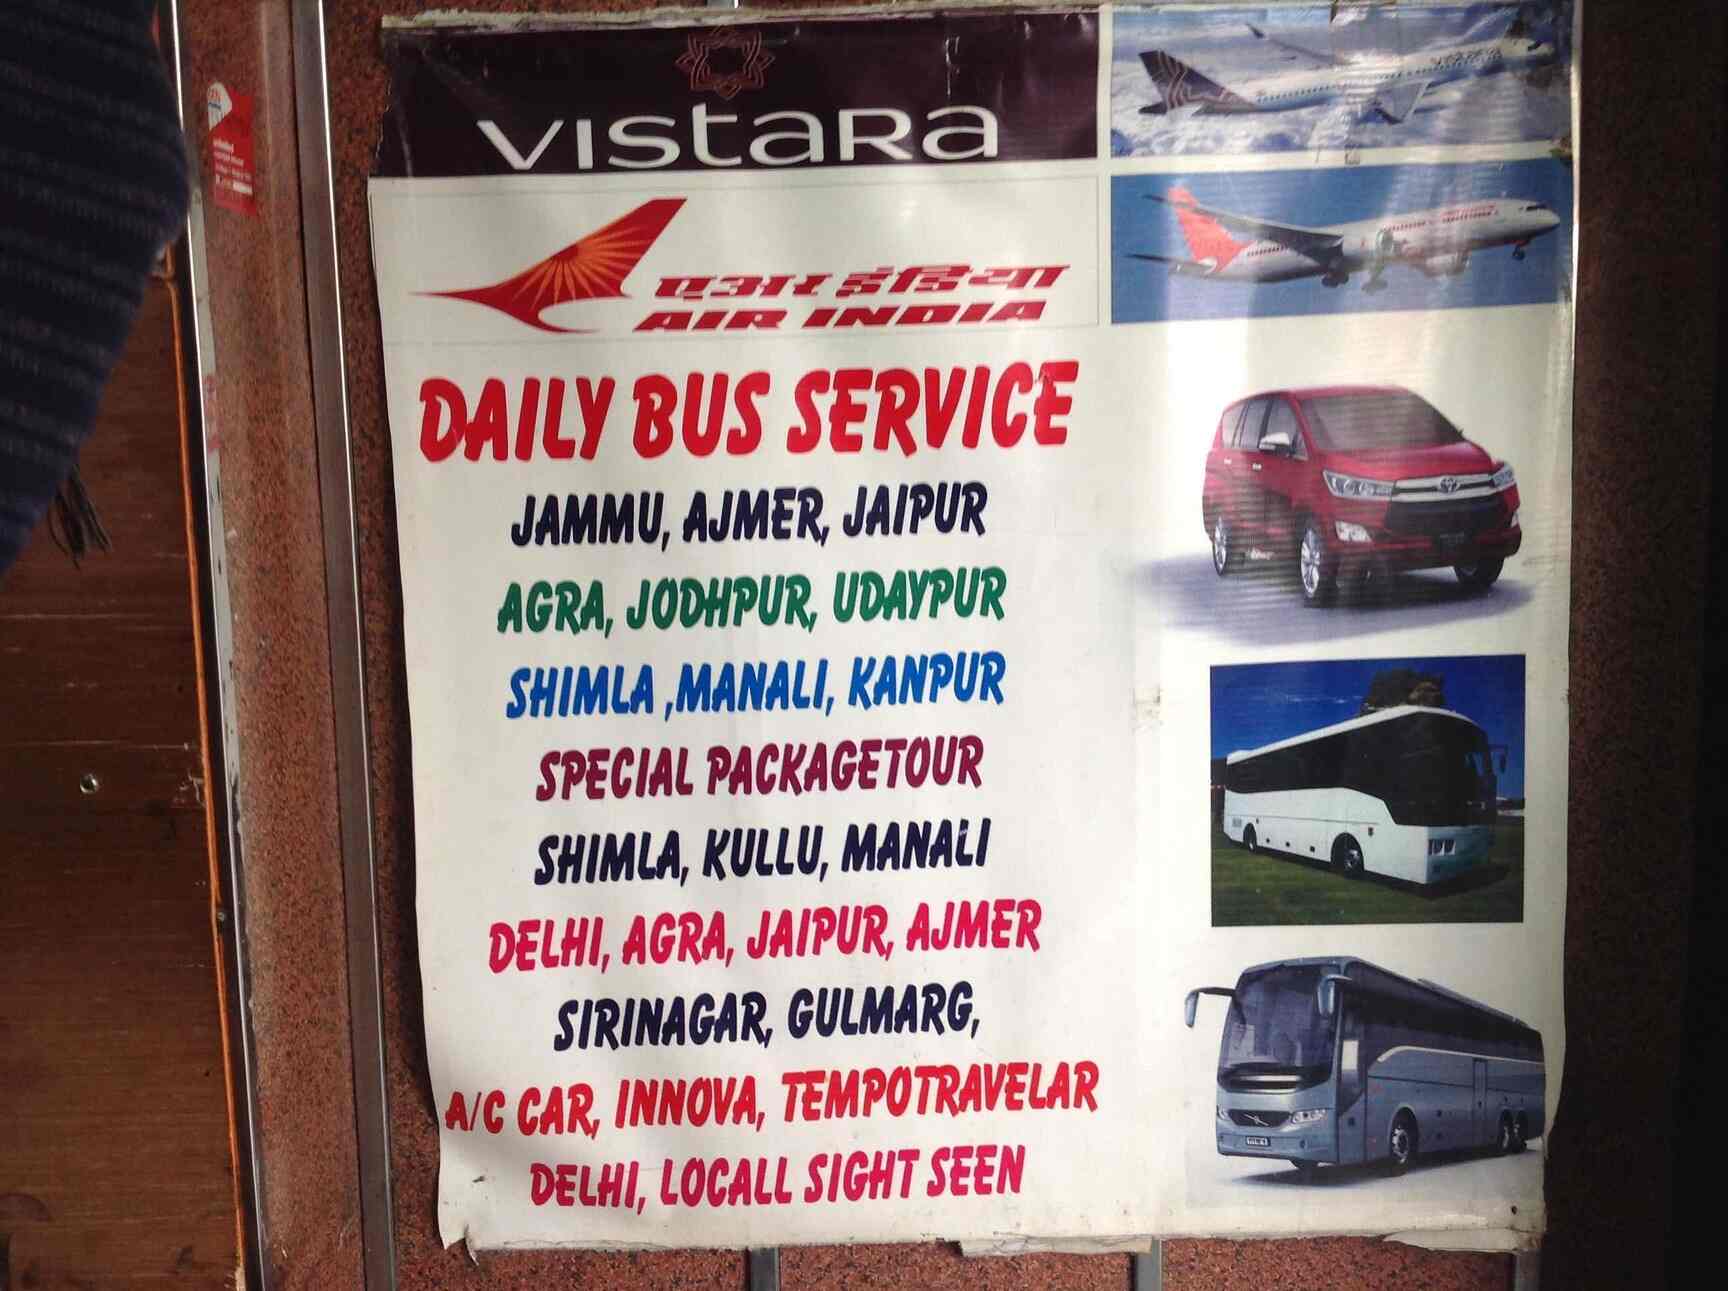 VISTARA
एअर इंडिया
AIR INDIA
DAILY BUS SERVICE
JAMMU, AJMER, JAIPUR
AGRA, JODHPUR, UDAYPUR
SHIMLA ,MANALI, KANPUR
SPECIAL PACKAGETOUR
SHIMLA, KULLU, MANALI
DELHI, AGRA, JAIPUR, AJMER
SIRINAGAR, GULMARG,
A/C CAR, INNOVA, TEMPOTRAVELAR
DELHI, LOCALL SIGHT SEEN